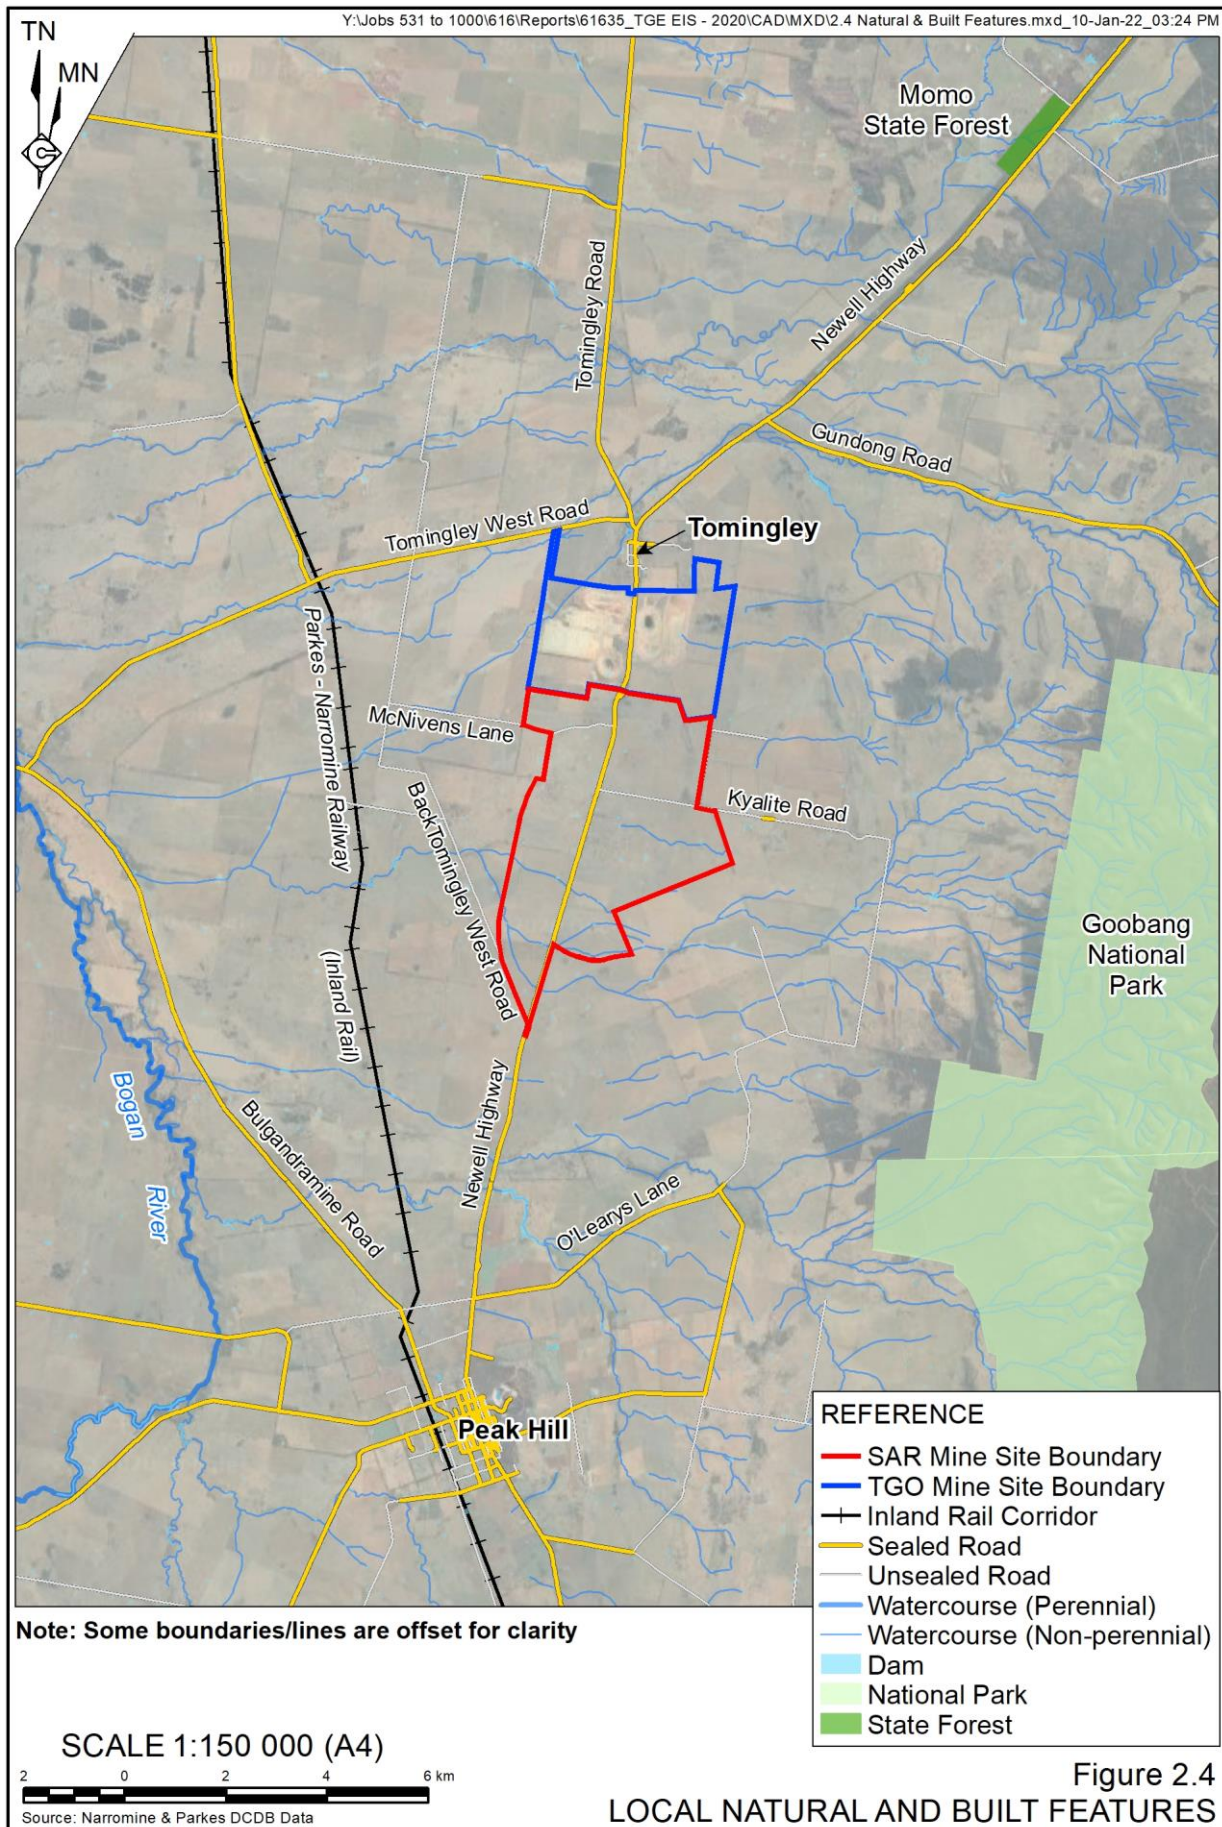 Y:\Jobs 531 to 1000\616\Reports\61635_TGE EIS - 2020\CAD\MXD\2.4 Natural & Built Features.mxd_10-Jan-22_03:24 PM
TN
MN
Momo
State Forest
Tomingley Road
Newell Highway
Gundong Road
Tomingley West Road
Tomingley
Parkes - Narromine Railway
(Inland Rail)
McNivens Lane
BackTomingley West Road
Kyalite Road
Goobang
National
Park
Bogan
River
Bulgandramine Road
Newell Highway
O'Learys Lane
Peak Hill
REFERENCE
SAR Mine Site Boundary
TGO Mine Site Boundary
Inland Rail Corridor
Sealed Road
Unsealed Road
Watercourse (Perennial)
Watercourse (Non-perennial)
Dam
National Park
State Forest
Note: Some boundaries/lines are offset for clarity
SCALE 1:150 000 (A4)
2 0 2 4 6 km
Source: Narromine & Parkes DCDB Data
Figure 2.4
LOCAL NATURAL AND BUILT FEATURES